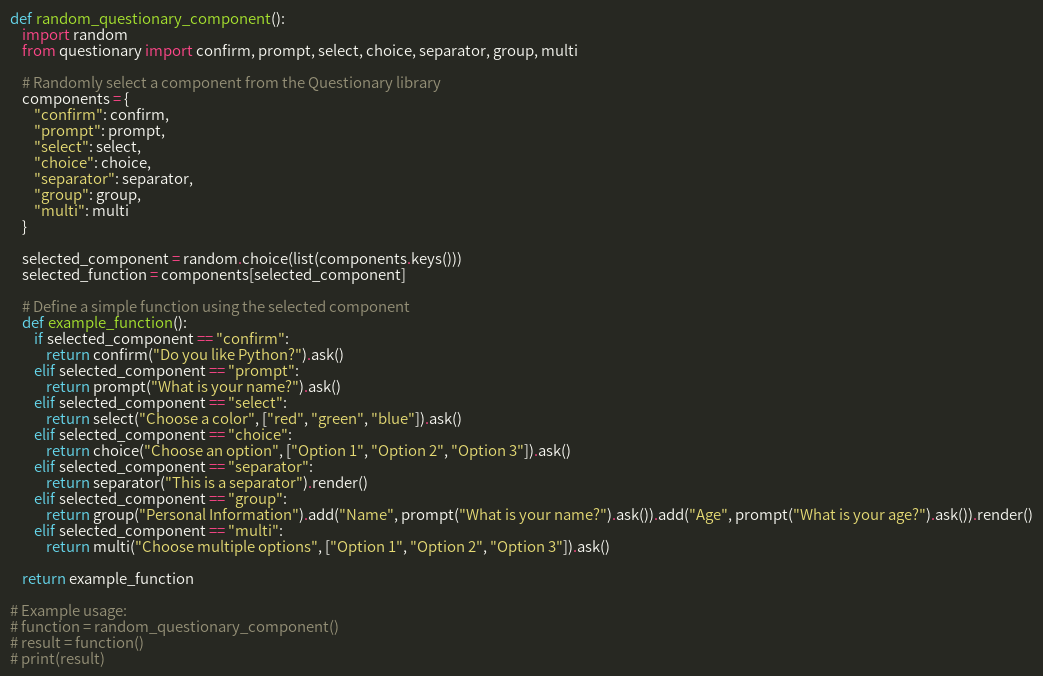 def random_questionary_component():
    import random
    from questionary import confirm, prompt, select, choice, separator, group, multi

    # Randomly select a component from the Questionary library
    components = {
        "confirm": confirm,
        "prompt": prompt,
        "select": select,
        "choice": choice,
        "separator": separator,
        "group": group,
        "multi": multi
    }

    selected_component = random.choice(list(components.keys()))
    selected_function = components[selected_component]

    # Define a simple function using the selected component
    def example_function():
        if selected_component == "confirm":
            return confirm("Do you like Python?").ask()
        elif selected_component == "prompt":
            return prompt("What is your name?").ask()
        elif selected_component == "select":
            return select("Choose a color", ["red", "green", "blue"]).ask()
        elif selected_component == "choice":
            return choice("Choose an option", ["Option 1", "Option 2", "Option 3"]).ask()
        elif selected_component == "separator":
            return separator("This is a separator").render()
        elif selected_component == "group":
            return group("Personal Information").add("Name", prompt("What is your name?").ask()).add("Age", prompt("What is your age?").ask()).render()
        elif selected_component == "multi":
            return multi("Choose multiple options", ["Option 1", "Option 2", "Option 3"]).ask()

    return example_function

# Example usage:
# function = random_questionary_component()
# result = function()
# print(result)